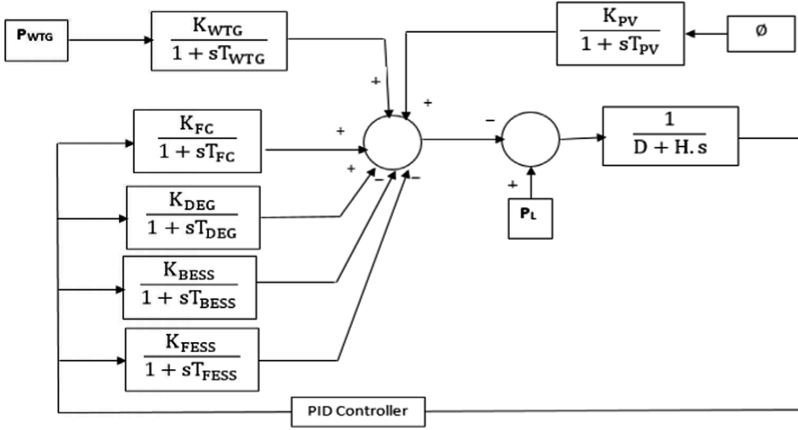 P_WTG
K_WTG
1 + sT_WTG
K_PV
1 + sT_PV
Ø
+
+
K_FC
1 + sT_FC
+
+
−
−
−
+
1
D + H.s
P_L
K_DEG
1 + sT_DEG
K_BESS
1 + sT_BESS
K_FESS
1 + sT_FESS
PID Controller